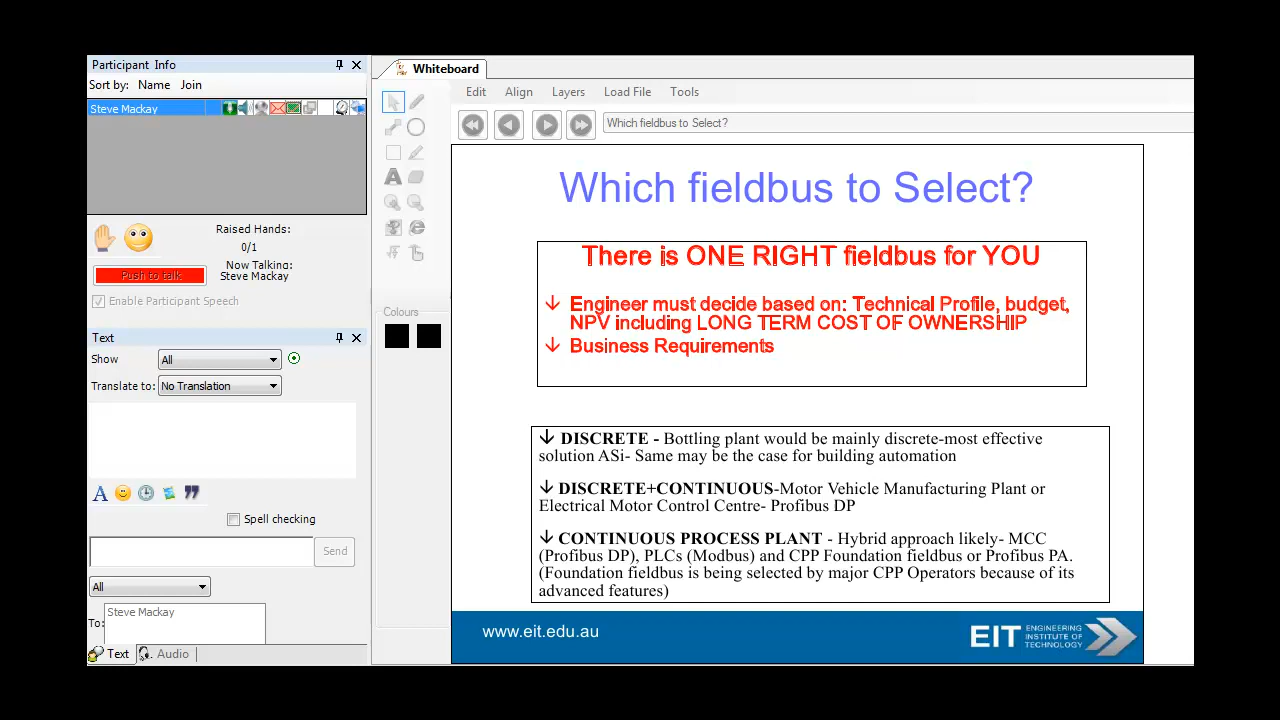 Participant Info
Sort by: Name Join
Steve Mackay
Raised Hands:
0/1
Now Talking:
Steve Mackay
Push to talk
Enable Participant Speech
Text
Show All
Translate to: No Translation
Spell checking
Send
All
To: Steve Mackay
Text Audio
Whiteboard
Edit Align Layers Load File Tools
Which fieldbus to Select?
Colours
Which fieldbus to Select?
There is ONE RIGHT fieldbus for YOU
↓ Engineer must decide based on: Technical Profile, budget,
NPV including LONG TERM COST OF OWNERSHIP
↓ Business Requirements
↓ DISCRETE - Bottling plant would be mainly discrete-most effective
solution ASi- Same may be the case for building automation
↓ DISCRETE+CONTINUOUS-Motor Vehicle Manufacturing Plant or
Electrical Motor Control Centre- Profibus DP
↓ CONTINUOUS PROCESS PLANT - Hybrid approach likely- MCC
(Profibus DP), PLCs (Modbus) and CPP Foundation fieldbus or Profibus PA.
(Foundation fieldbus is being selected by major CPP Operators because of its
advanced features)
www.eit.edu.au
EIT ENGINEERING
INSTITUTE OF
TECHNOLOGY